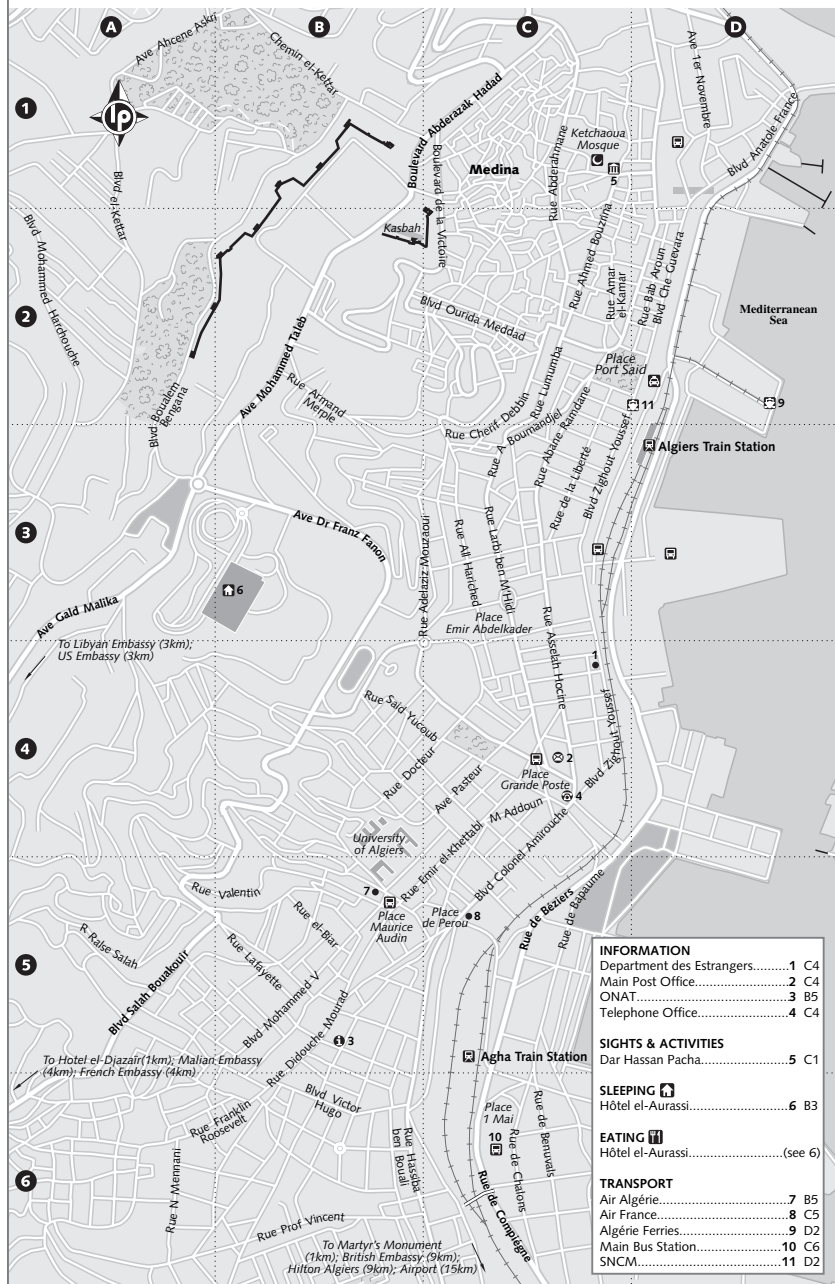 A
B
C
D
1
2
3
4
5
6
lp
Ave Ahcene Askri
Chemin el-Kettar
Boulevard Abderazak Hadad
Ave 1er Novembre
Blvd Anatole France
Ketchaoua
Mosque
5
Medina
Rue Abderahmane
Boulevard de la Victoire
Blvd el-Kettar
Kasbah
Blvd Mohammed Harchouche
Rue Ahmed Bouzrina
Rue Amar
el-Kamar
Rue Bab Aroun
Blvd Che Guevara
Mediterranean
Sea
Blvd Ourida Meddad
Ave Mohammed Taleb
Place
Port Said
Rue Armand
Merple
Blvd Boualem
Bengana
Rue Lumumba
Rue Cherif Debbih
Rue A Boumandjel
Rue Abane Ramdane
11
9
Algiers Train Station
Rue de la Liberté
Blvd Zighout Youssef
Ave Dr Franz Fanon
Rue Adelaziz Mouzaoui
Rue All Hariched
Rue Larbi ben M'Hidi
6
Ave Gald Malika
Place
Emir Abdelkader
Rue Asselah Hocine
To Libyan Embassy (3km);
US Embassy (3km)
1
Rue Said Yucoub
Blvd Zighout Youssef
Rue Docteur
Ave Pasteur
2
Place
Grande Poste
4
M Addoun
University
of Algiers
Rue Emir el-Khettabi
Blvd Colonel Amirouche
Rue Valentin
7
Place
Maurice
Audin
Place
de Perou
8
Rue de Béziers
Rue de Bapaume
Rue el-Biar
R Ralse Salah
Rue Lafayette
Blvd Salah Bouakouir
Blvd Mohammed V
Rue Didouche Mourad
3
Agha Train Station
To Hotel el-Djazair(1km); Malian Embassy
(4km); French Embassy (4km)
Blvd Victor
Hugo
Rue Franklin
Roosevelt
Place
1 Mai
10
Rue de Benuvais
Rue de Chalons
Rue Hassiba
ben Bouali
Rue N Mennani
Rue de Compiégne
Rue Prof Vincent
To Martyr's Monument
(1km); British Embassy (9km);
Hilton Algiers (9km); Airport (15km)
INFORMATION
Department des Estrangers..........1 C4
Main Post Office..........2 C4
ONAT..........3 B5
Telephone Office..........4 C4
SIGHTS & ACTIVITIES
Dar Hassan Pacha..........5 C1
SLEEPING
Hôtel el-Aurassi..........6 B3
EATING
Hôtel el-Aurassi..........(see 6)
TRANSPORT
Air Algérie..........7 B5
Air France..........8 C5
Algérie Ferries..........9 D2
Main Bus Station..........10 C6
SNCM..........11 D2